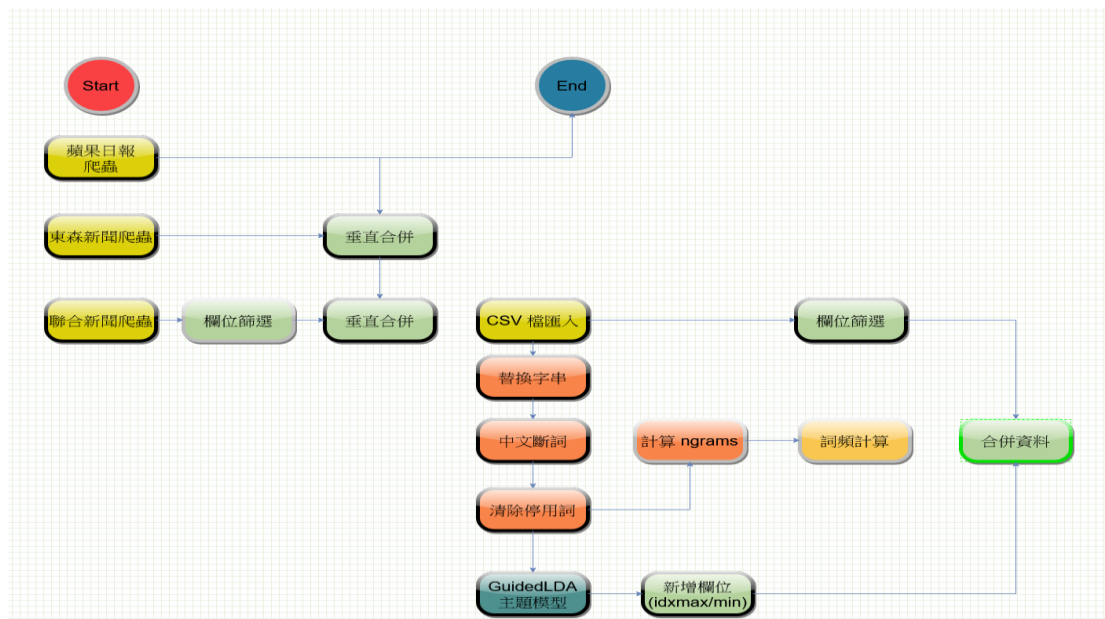 Start
End
蘋果日報
爬蟲
東森新聞爬蟲
垂直合併
聯合新聞爬蟲
欄位篩選
垂直合併
CSV 檔匯入
欄位篩選
替換字串
中文斷詞
計算 ngrams
詞頻計算
合併資料
清除停用詞
GuidedLDA
主題模型
新增欄位
(idxmax/min)